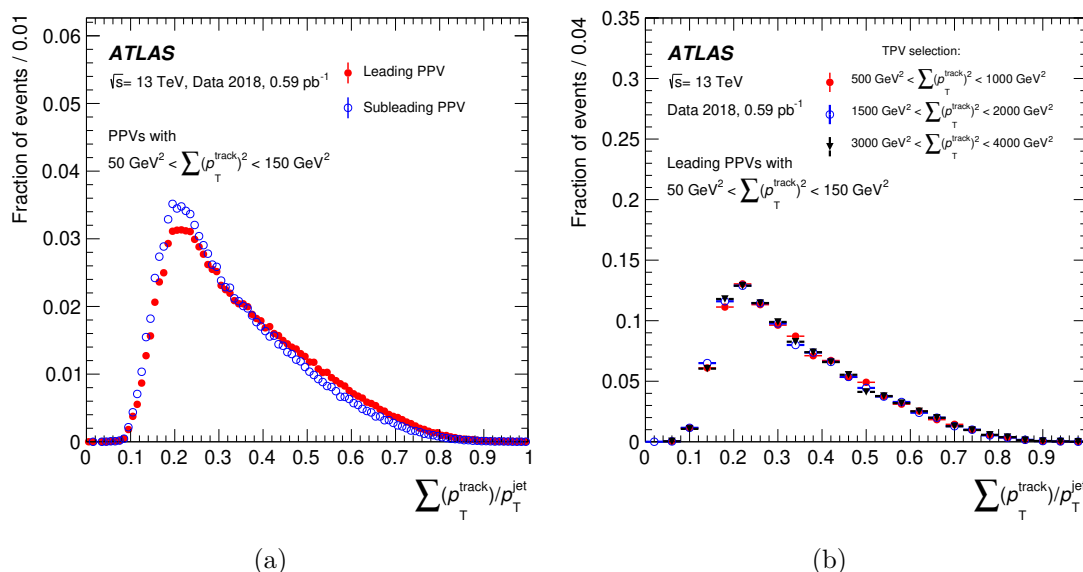 Fraction of events / 0.01
0.06
0.05
0.04
0.03
0.02
0.01
0
ATLAS
√s= 13 TeV, Data 2018, 0.59 pb⁻¹
PPVs with
50 GeV² < ∑(p_T^track)² < 150 GeV²
Leading PPV
Subleading PPV
0 0.1 0.2 0.3 0.4 0.5 0.6 0.7 0.8 0.9 1
∑(p_T^track)/p_T^jet
(a)
Fraction of events / 0.04
0.35
0.3
0.25
0.2
0.15
0.1
0.05
0
ATLAS
√s= 13 TeV
Data 2018, 0.59 pb⁻¹
Leading PPVs with
50 GeV² < ∑(p_T^track)² < 150 GeV²
TPV selection:
500 GeV² < ∑(p_T^track)² < 1000 GeV²
1500 GeV² < ∑(p_T^track)² < 2000 GeV²
3000 GeV² < ∑(p_T^track)² < 4000 GeV²
0 0.1 0.2 0.3 0.4 0.5 0.6 0.7 0.8 0.9
∑(p_T^track)/p_T^jet
(b)